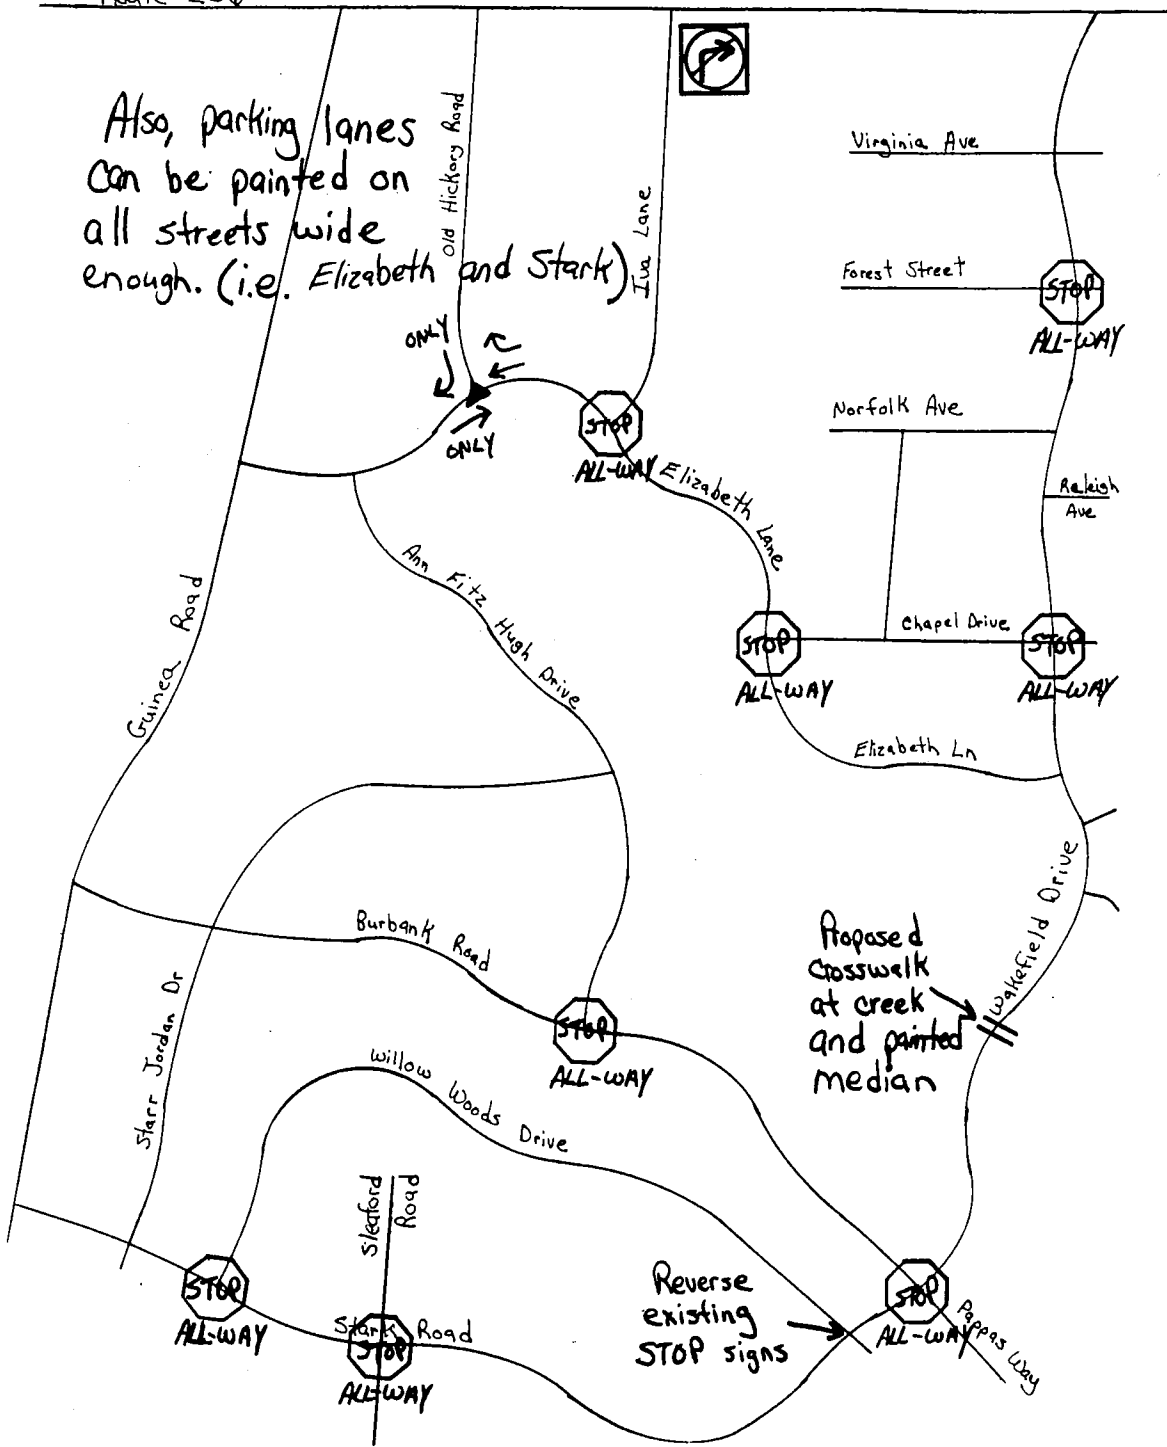 Also, parking lanes
can be painted on
all streets wide
enough. (i.e. Elizabeth and Stark)
Old Hickory Road
Iva Lane
Virginia Ave
Forest Street
STOP
ALL-WAY
ONLY
ONLY
STOP
ALL-WAY
Norfolk Ave
Elizabeth Lane
Raleigh
Ave
Ann Fitz Hugh Drive
Guinea Road
Chapel Drive
STOP
ALL-WAY
STOP
ALL-WAY
Elizabeth Ln
Wakefield Drive
Burbank Road
Proposed
crosswalk
at creek
and painted
median
Starr Jordan Dr
STOP
ALL-WAY
Willow Woods Drive
Sleaford
Road
Reverse
existing
STOP signs
STOP
ALL-WAY
Pappas Way
STOP
ALL-WAY
Stark Road
STOP
ALL-WAY